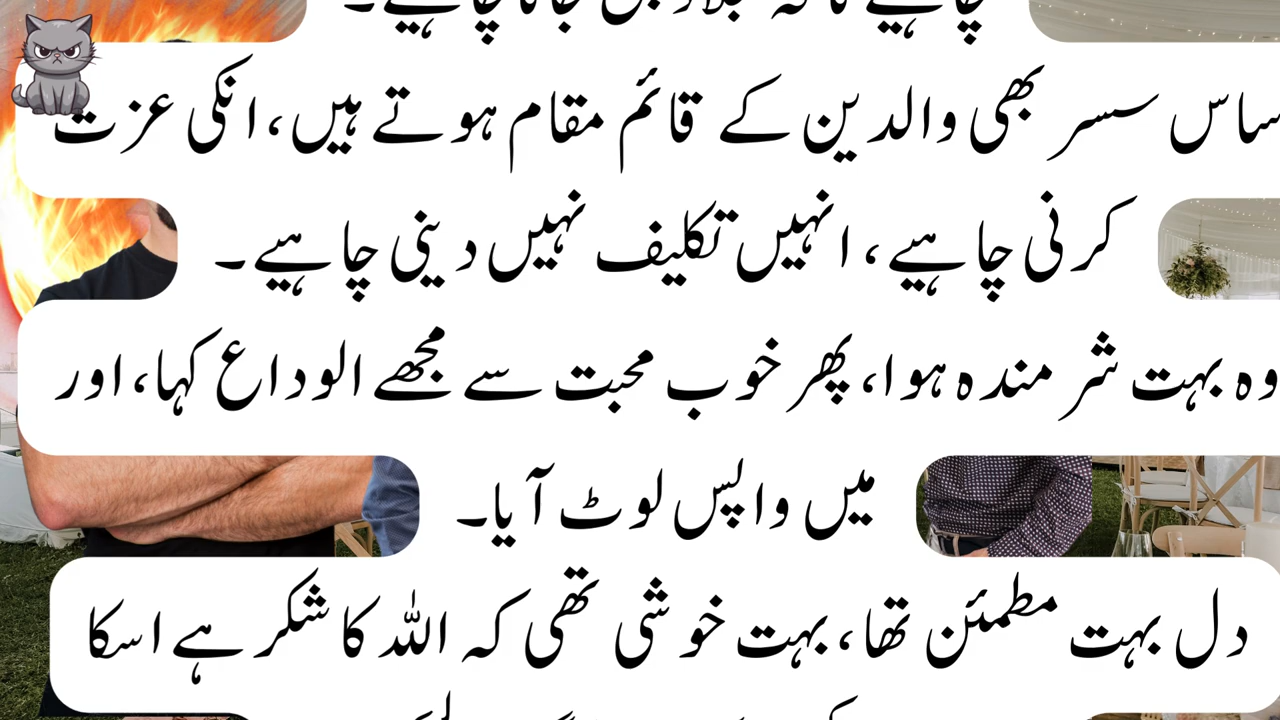 ساس سسر بھی والدین کے قائم مقام ہوتے ہیں، انکی عزت
کرنی چاہیے، انہیں تکلیف نہیں دینی چاہیے۔
وہ بہت شرمندہ ہوا، پھر خوب محبت سے مجھے الوداع کہا، اور
میں واپس لوٹ آیا۔
دل بہت مطمئن تھا، بہت خوشی تھی کہ اللہ کا شکر ہے اسکا